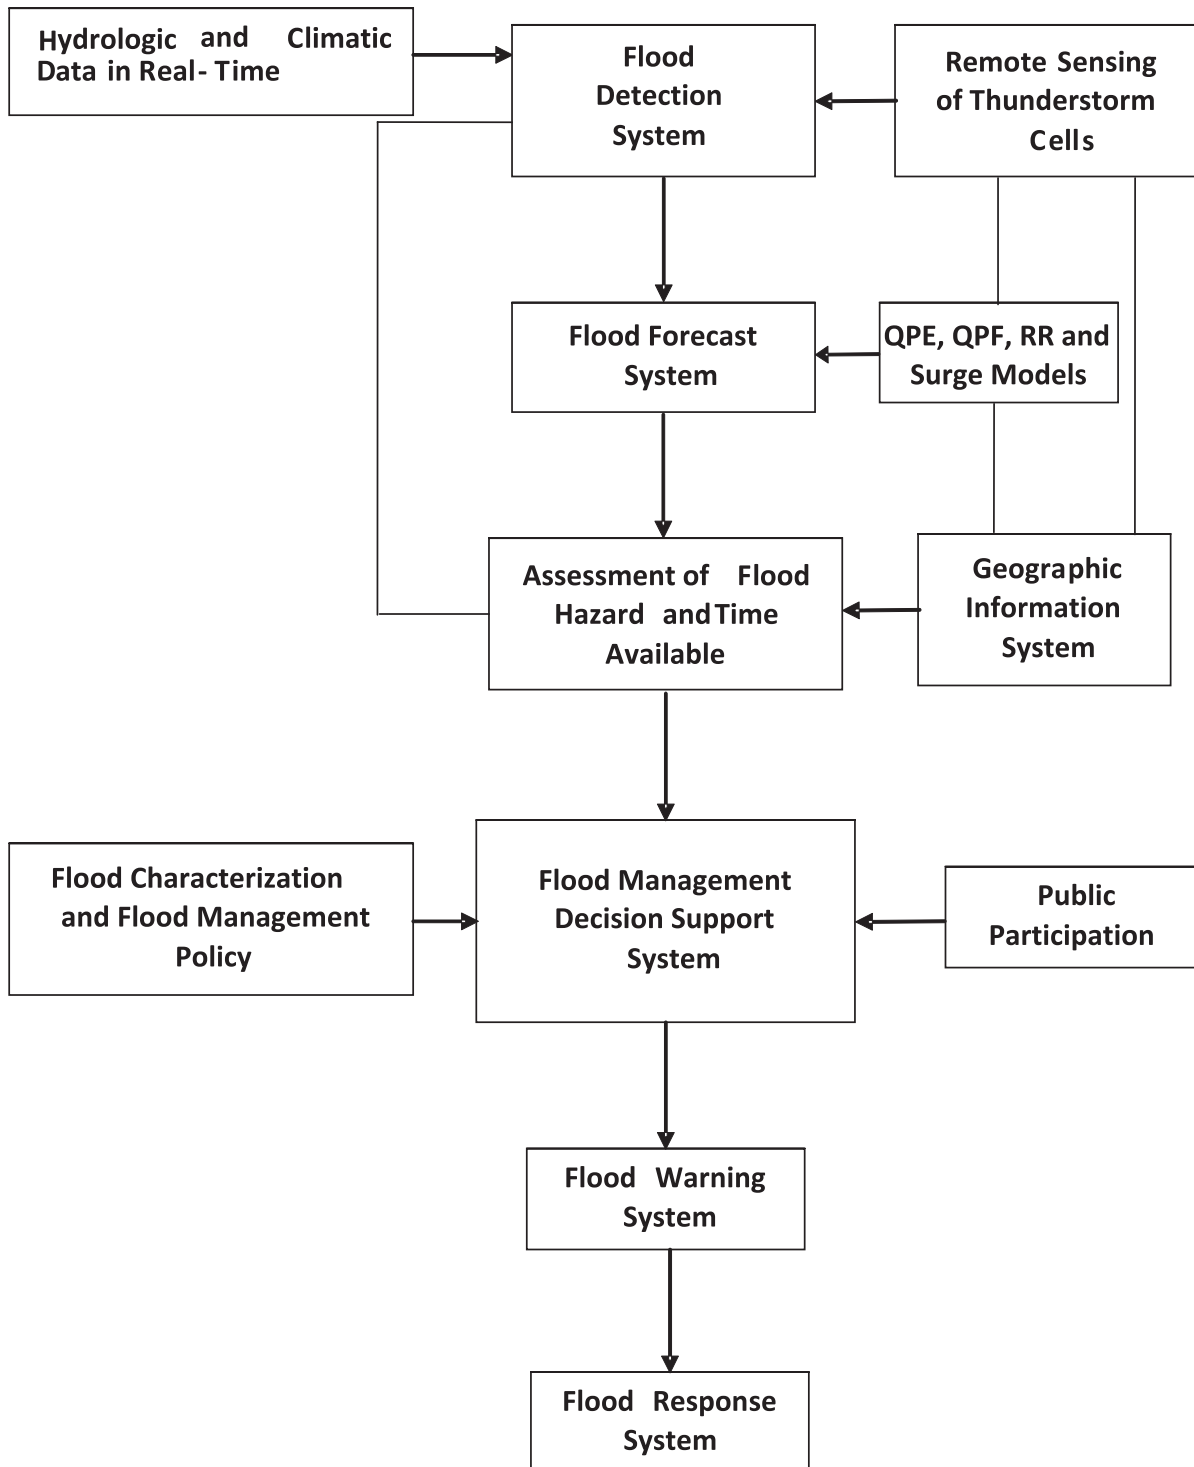 Hydrologic and Climatic
Data in Real- Time
Flood
Detection
System
Remote Sensing
of Thunderstorm
Cells
Flood Forecast
System
QPE, QPF, RR and
Surge Models
Assessment of Flood
Hazard and Time
Available
Geographic
Information
System
Flood Characterization
and Flood Management
Policy
Flood Management
Decision Support
System
Public
Participation
Flood Warning
System
Flood Response
System